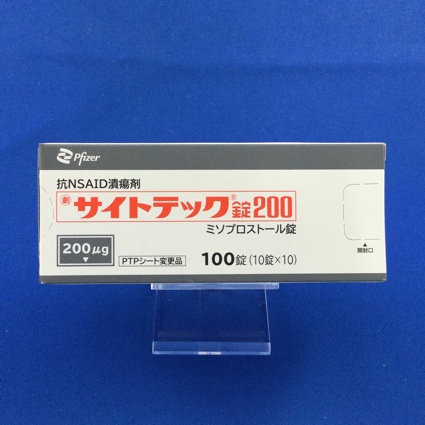 Pfizer
抗NSAID潰瘍剤
劇 サイトテック®錠200
ミソプロストール錠
200μg
▼
PTPシート変更品
100錠(10錠×10)
▲
開封口